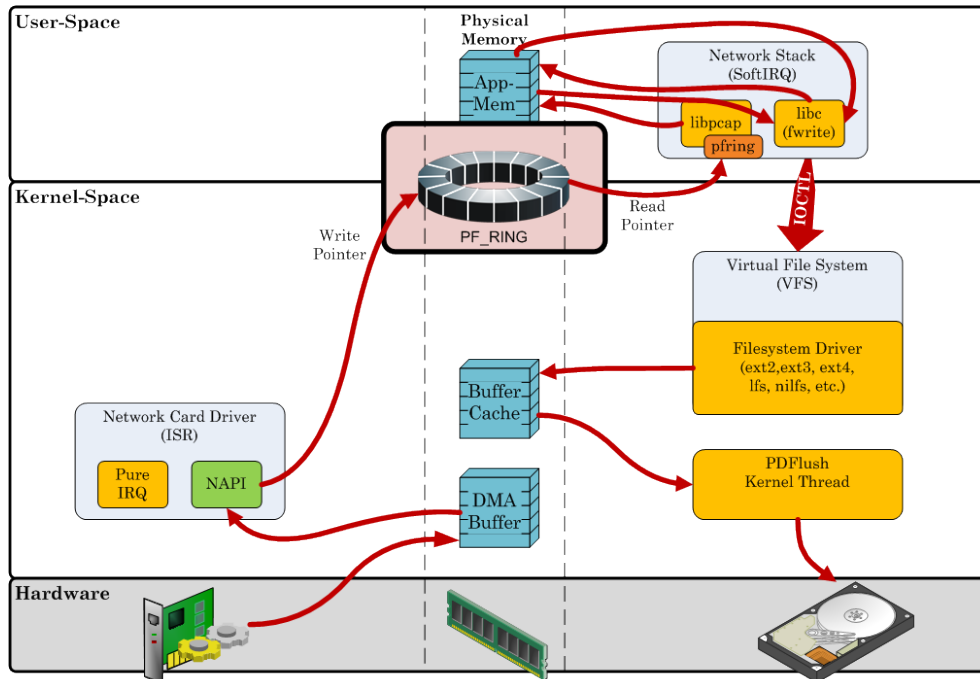 User-Space
Physical
Memory
Network Stack
(SoftIRQ)
App-
Mem
libpcap
libc
(fwrite)
pfring
Kernel-Space
PF_RING
Write
Pointer
Read
Pointer
IOCTL
Virtual File System
(VFS)
Filesystem Driver
(ext2,ext3, ext4,
lfs, nilfs, etc.)
Buffer
Cache
Network Card Driver
(ISR)
Pure
IRQ
NAPI
PDFlush
Kernel Thread
DMA
Buffer
Hardware